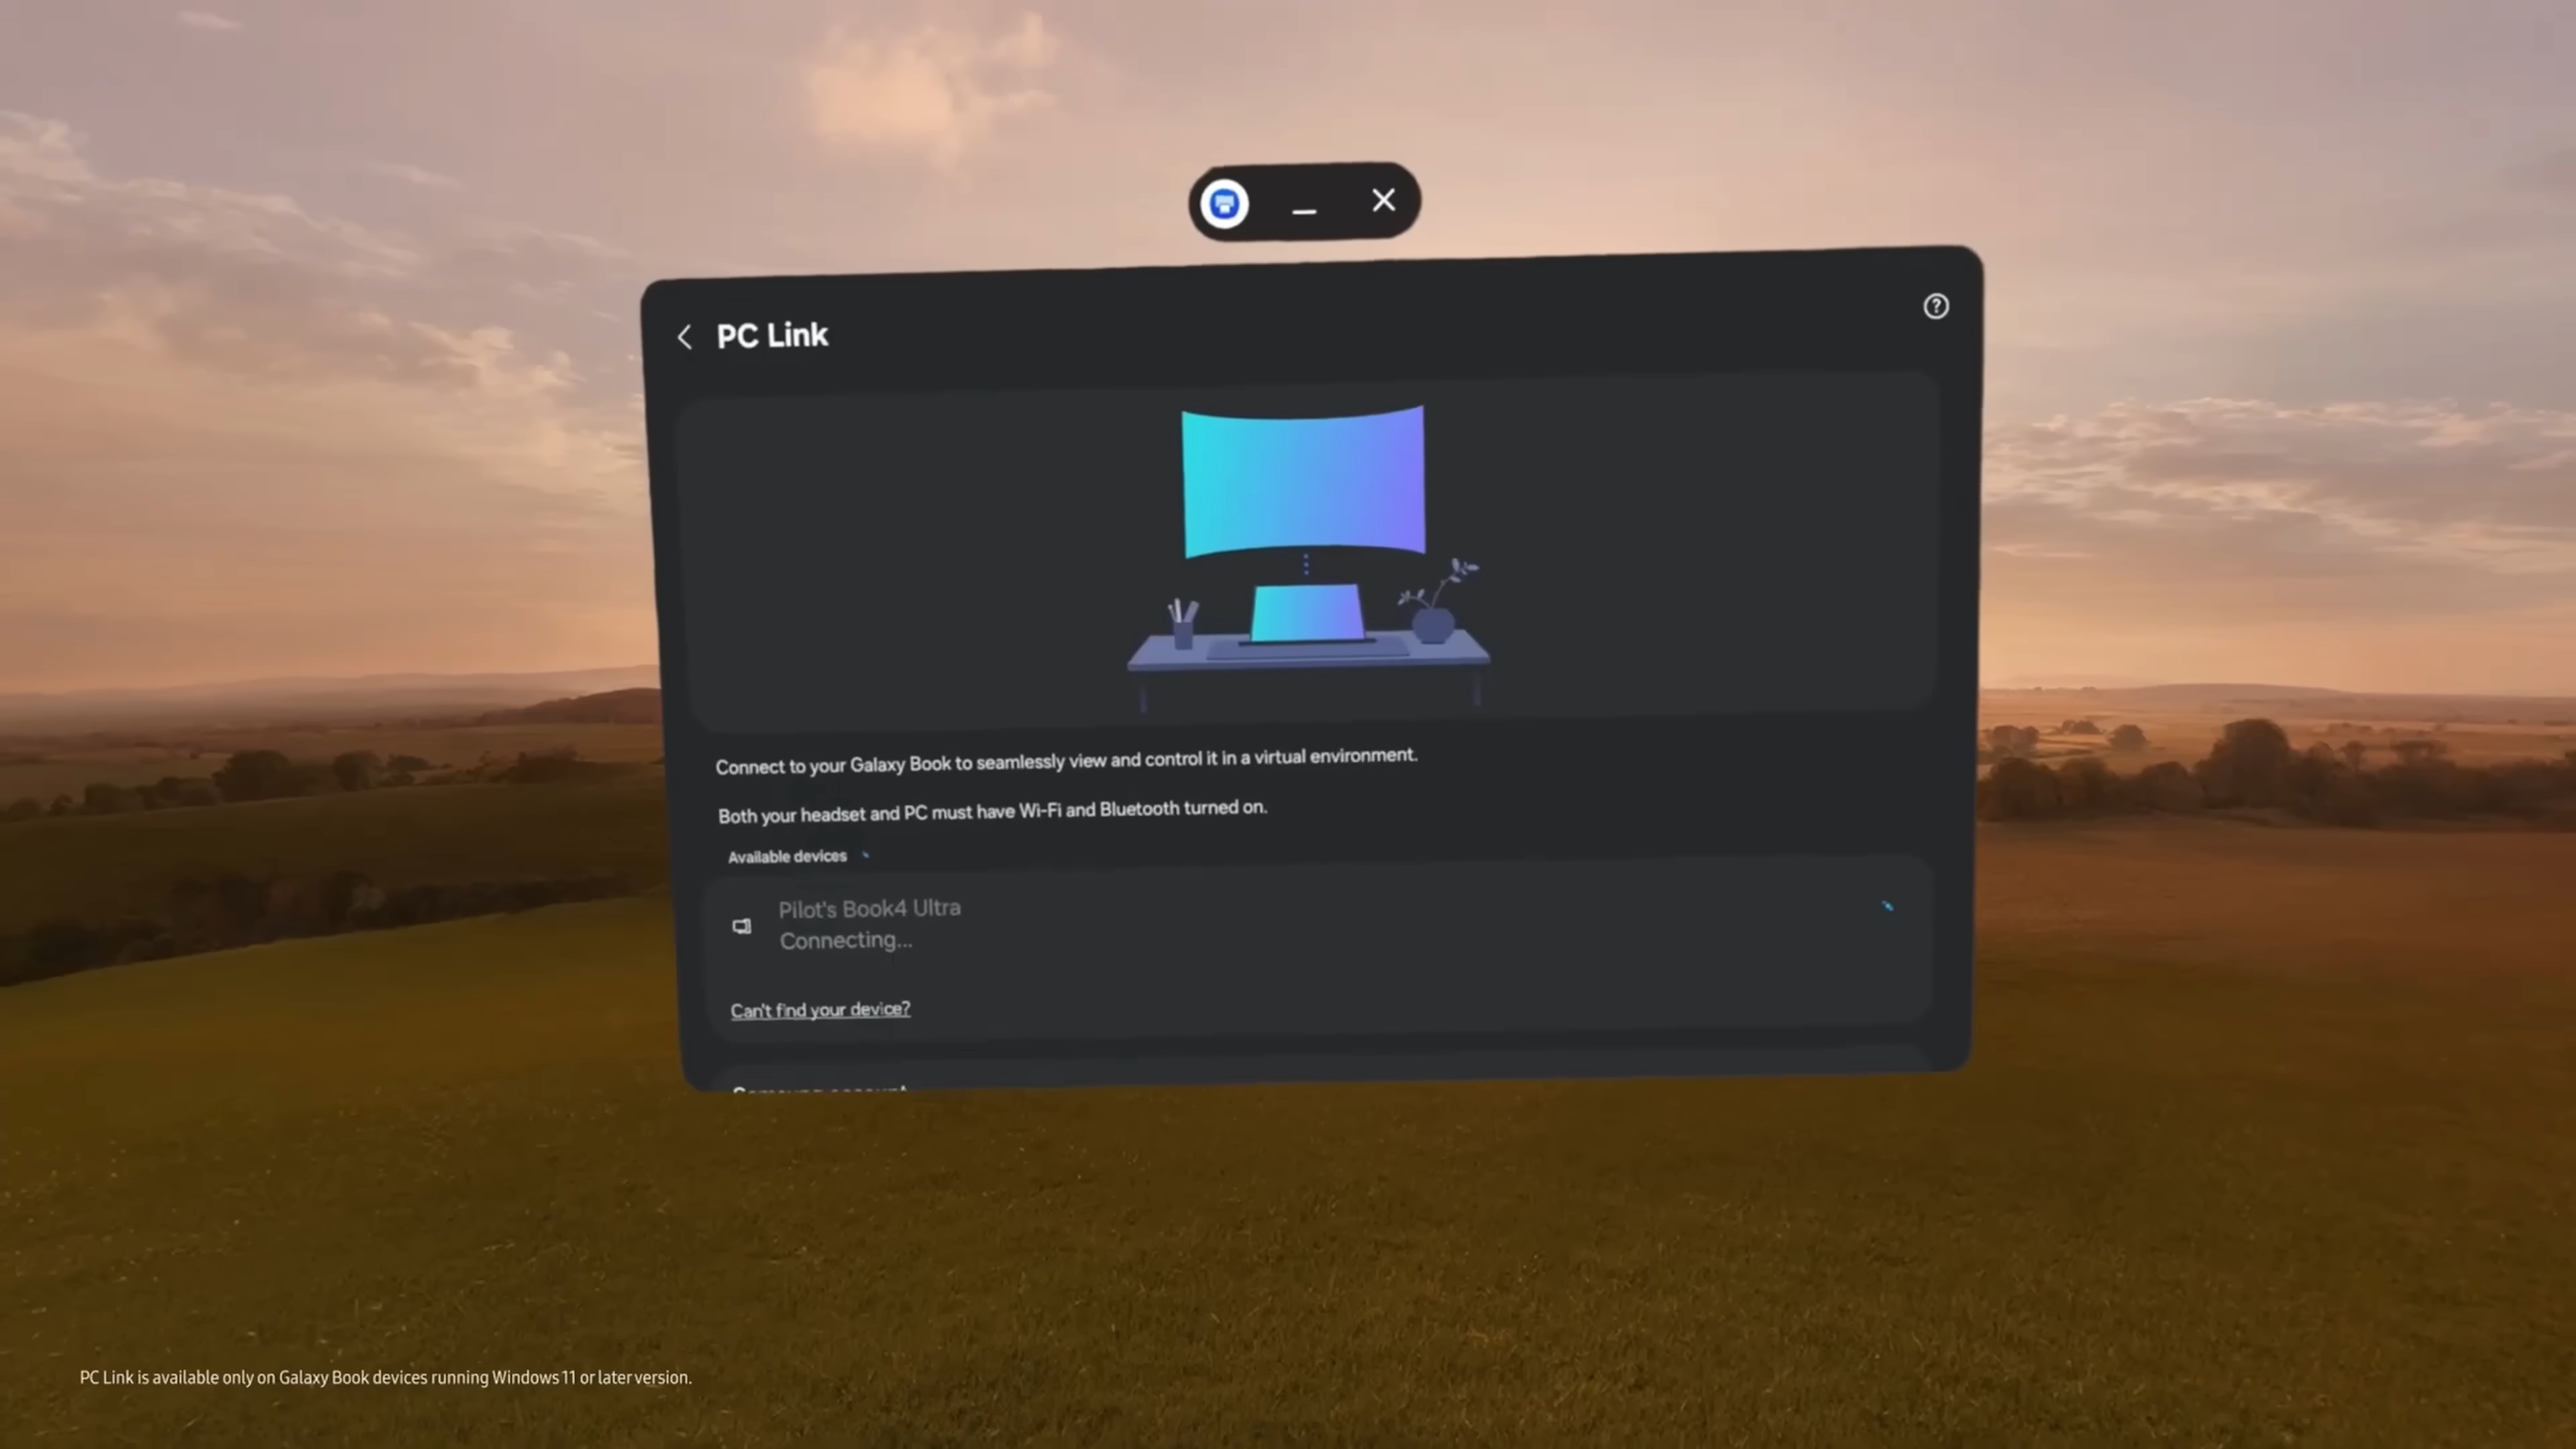 PC Link
Connect to your Galaxy Book to seamlessly view and control it in a virtual environment.
Both your headset and PC must have Wi-Fi and Bluetooth turned on.
Available devices
Pilot's Book4 Ultra
Connecting...
Can't find your device?
Samsung account
PC Link is available only on Galaxy Book devices running Windows 11 or later version.